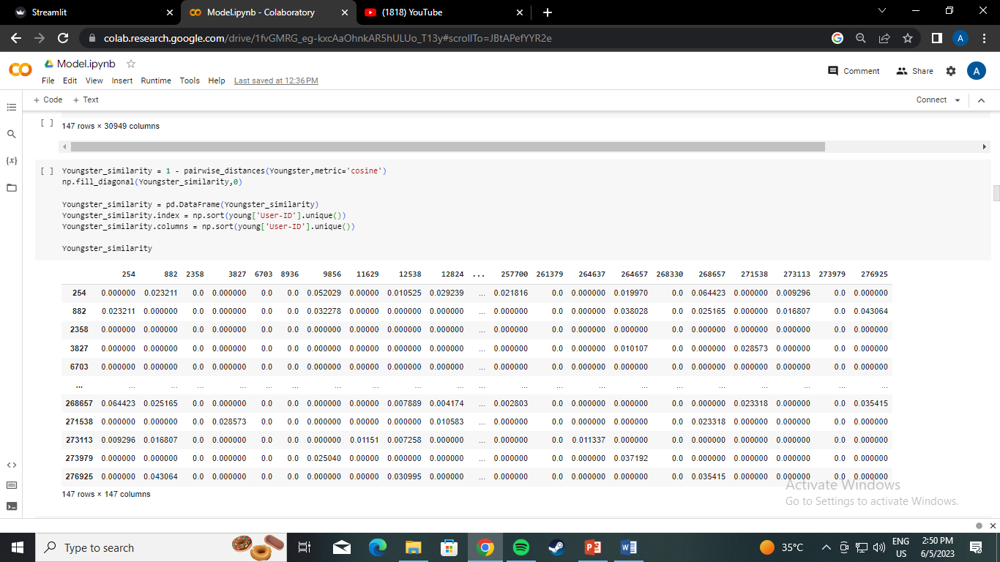 Streamlit
Model.ipynb - Colaboratory
(1818) YouTube
colab.research.google.com/drive/1fvGMRG_eg-kxcAaOhnkAR5hULUo_T13y#scrollTo=JBtAPefYYR2e
A
Model.ipynb
File Edit View Insert Runtime Tools Help Last saved at 12:36 PM
Comment Share A
+ Code + Text
Connect
[ ] 147 rows × 30949 columns
{x}
[ ] Youngster_similarity = 1 - pairwise_distances(Youngster,metric='cosine')
np.fill_diagonal(Youngster_similarity,0)
Youngster_similarity = pd.DataFrame(Youngster_similarity)
Youngster_similarity.index = np.sort(young['User-ID'].unique())
Youngster_similarity.columns = np.sort(young['User-ID'].unique())
Youngster_similarity
254 882 2358 3827 6703 8936 9856 11629 12538 12824 ... 257700 261379 264637 264657 268330 268657 271538 273113 273979 276925
254 0.000000 0.023211 0.0 0.000000 0.0 0.0 0.052029 0.00000 0.010525 0.029239 ... 0.021816 0.0 0.000000 0.019970 0.0 0.064423 0.000000 0.009296 0.0 0.000000
882 0.023211 0.000000 0.0 0.000000 0.0 0.0 0.032278 0.00000 0.000000 0.000000 ... 0.000000 0.0 0.000000 0.038028 0.0 0.025165 0.000000 0.016807 0.0 0.043064
2358 0.000000 0.000000 0.0 0.000000 0.0 0.0 0.000000 0.00000 0.000000 0.000000 ... 0.000000 0.0 0.000000 0.000000 0.0 0.000000 0.000000 0.000000 0.0 0.000000
3827 0.000000 0.000000 0.0 0.000000 0.0 0.0 0.000000 0.00000 0.000000 0.000000 ... 0.000000 0.0 0.000000 0.010107 0.0 0.000000 0.028573 0.000000 0.0 0.000000
6703 0.000000 0.000000 0.0 0.000000 0.0 0.0 0.000000 0.00000 0.000000 0.000000 ... 0.000000 0.0 0.000000 0.000000 0.0 0.000000 0.000000 0.000000 0.0 0.000000
... ... ... ... ... ... ... ... ... ... ... ... ... ... ... ... ... ... ... ... ... ...
268657 0.064423 0.025165 0.0 0.000000 0.0 0.0 0.000000 0.00000 0.007889 0.004174 ... 0.002803 0.0 0.000000 0.000000 0.0 0.000000 0.023318 0.000000 0.0 0.035415
271538 0.000000 0.000000 0.0 0.028573 0.0 0.0 0.000000 0.00000 0.000000 0.010583 ... 0.000000 0.0 0.000000 0.000000 0.0 0.023318 0.000000 0.000000 0.0 0.000000
273113 0.009296 0.016807 0.0 0.000000 0.0 0.0 0.000000 0.01151 0.007258 0.000000 ... 0.000000 0.0 0.011337 0.000000 0.0 0.000000 0.000000 0.000000 0.0 0.000000
273979 0.000000 0.000000 0.0 0.000000 0.0 0.0 0.025040 0.00000 0.000000 0.000000 ... 0.000000 0.0 0.000000 0.037192 0.0 0.000000 0.000000 0.000000 0.0 0.000000
276925 0.000000 0.043064 0.0 0.000000 0.0 0.0 0.000000 0.00000 0.030995 0.000000 ... 0.000000 0.0 0.000000 0.000000 0.0 0.035415 0.000000 0.000000 0.0 0.000000
147 rows × 147 columns
Activate Windows
Go to Settings to activate Windows.
Type to search
35°C
ENG
US
2:50 PM
6/5/2023